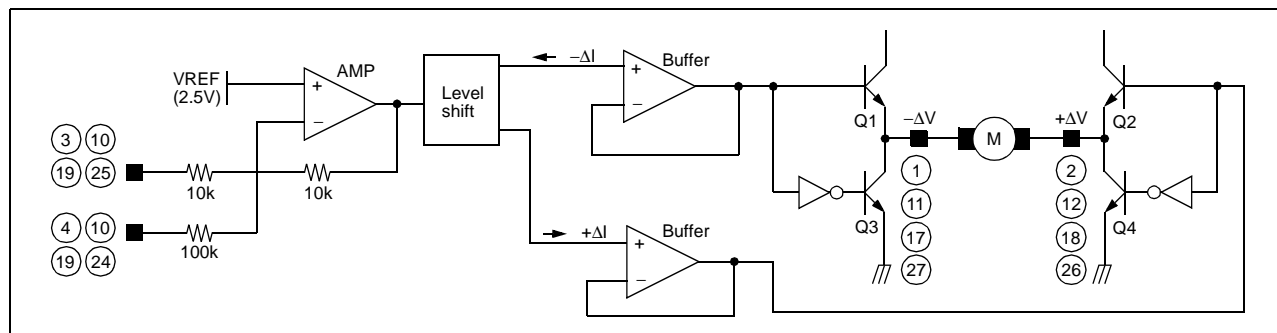 VREF
(2.5V)
AMP
+
−
3 10
19 25
10k
10k
4 10
19 24
100k
Level
shift
−ΔI
+
−
Buffer
+ΔI
+
−
Buffer
Q1
−ΔV
M
+ΔV
Q2
1
11
17
27
2
12
18
26
Q3
Q4